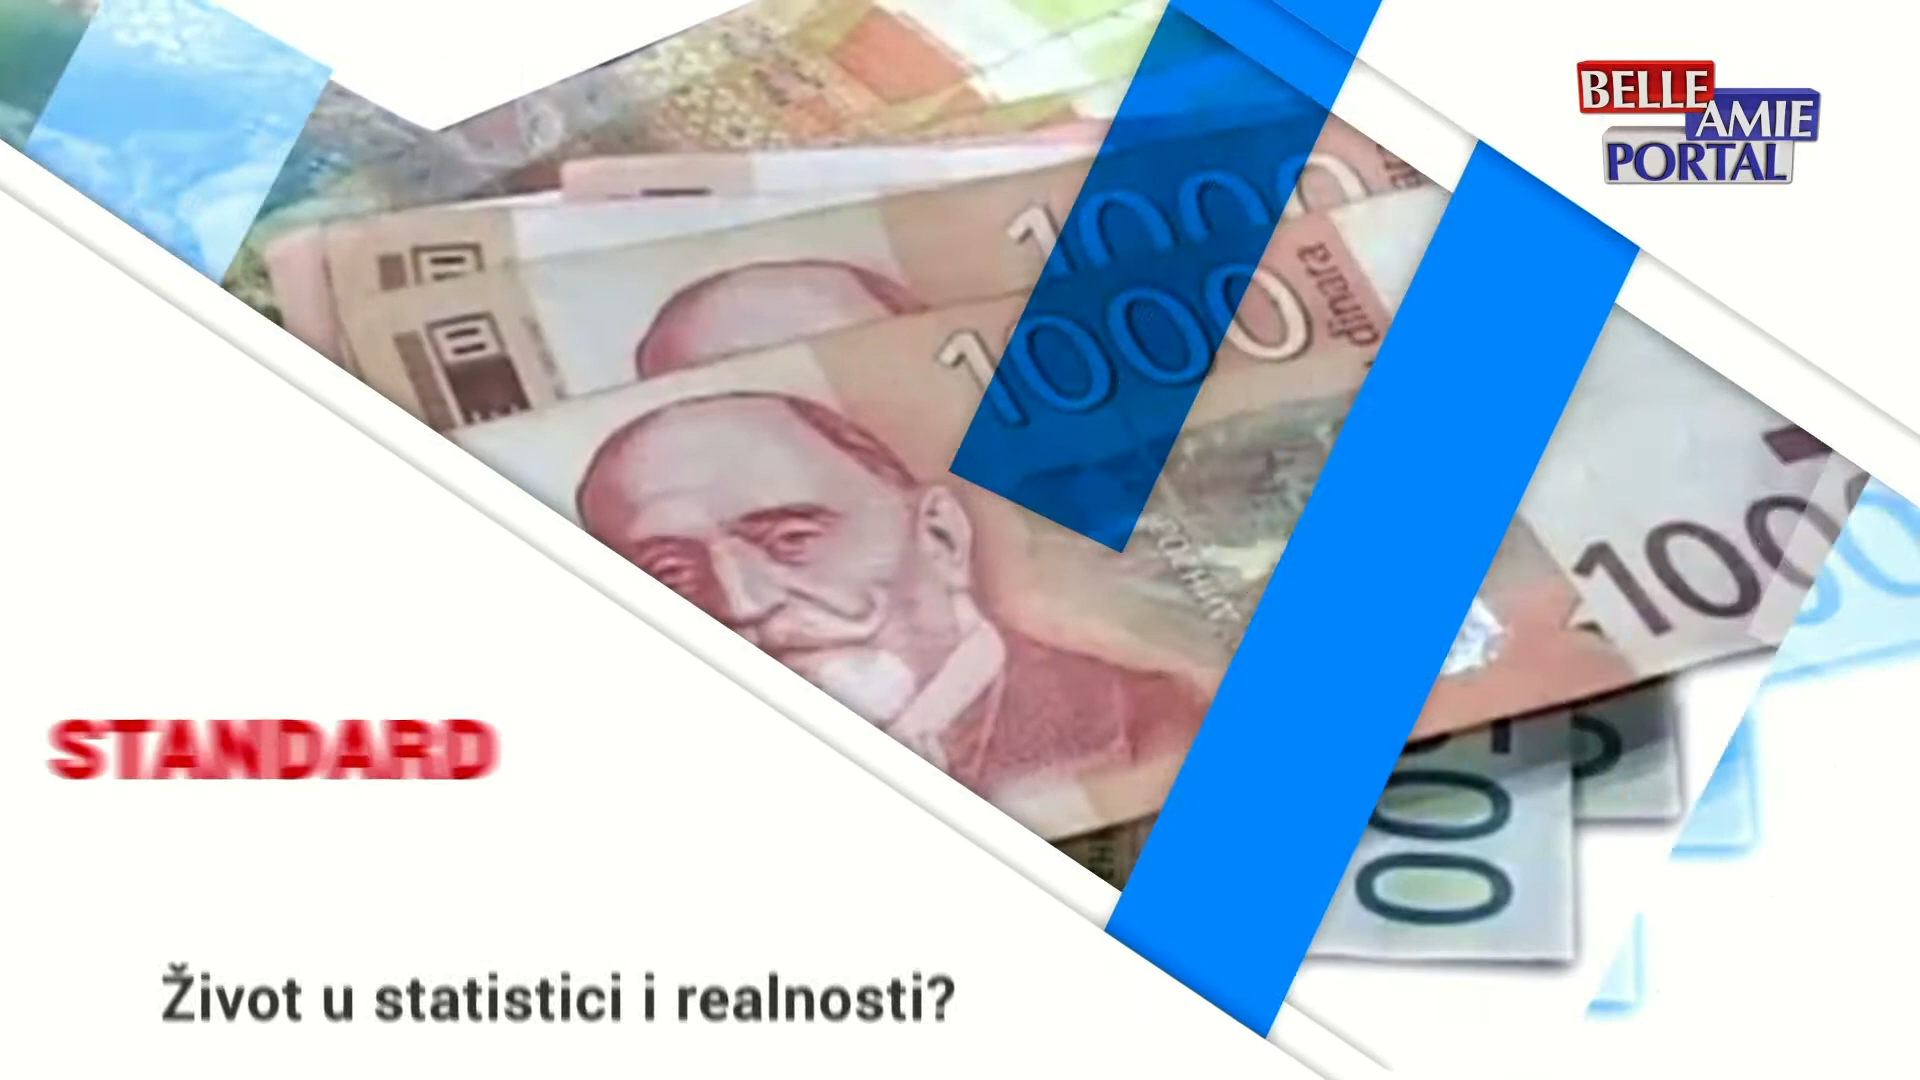 BELLE
AMIE
PORTAL
1000
1000
dinara
100
STANDARD
Život u statistici i realnosti?